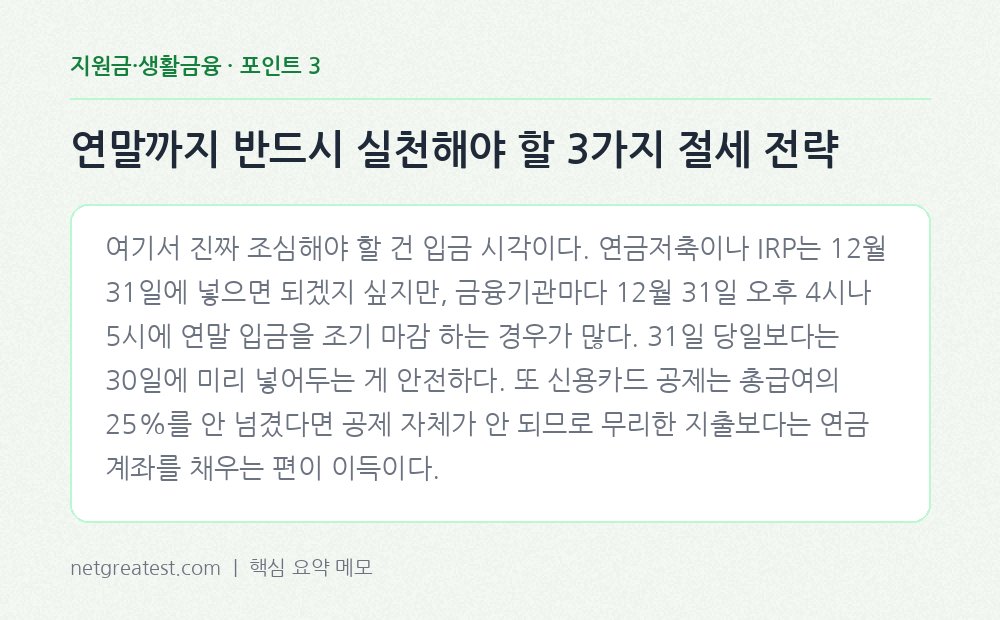 지원금·생활금융 · 포인트 3
연말까지 반드시 실천해야 할 3가지 절세 전략
여기서 진짜 조심해야 할 건 입금 시각이다. 연금저축이나 IRP는 12월
31일에 넣으면 되겠지 싶지만, 금융기관마다 12월 31일 오후 4시나
5시에 연말 입금을 조기 마감 하는 경우가 많다. 31일 당일보다는
30일에 미리 넣어두는 게 안전하다. 또 신용카드 공제는 총급여의
25%를 안 넘겼다면 공제 자체가 안 되므로 무리한 지출보다는 연금
계좌를 채우는 편이 이득이다.
netgreatest.com | 핵심 요약 메모